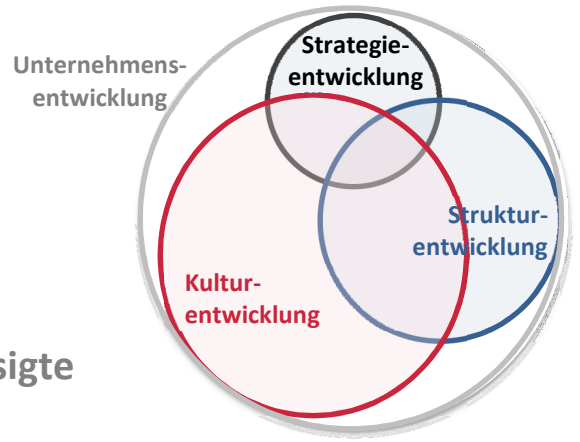 Strategie-
entwicklung
Unternehmens-
entwicklung
Struktur-
entwicklung
Kultur-
entwicklung
sigte